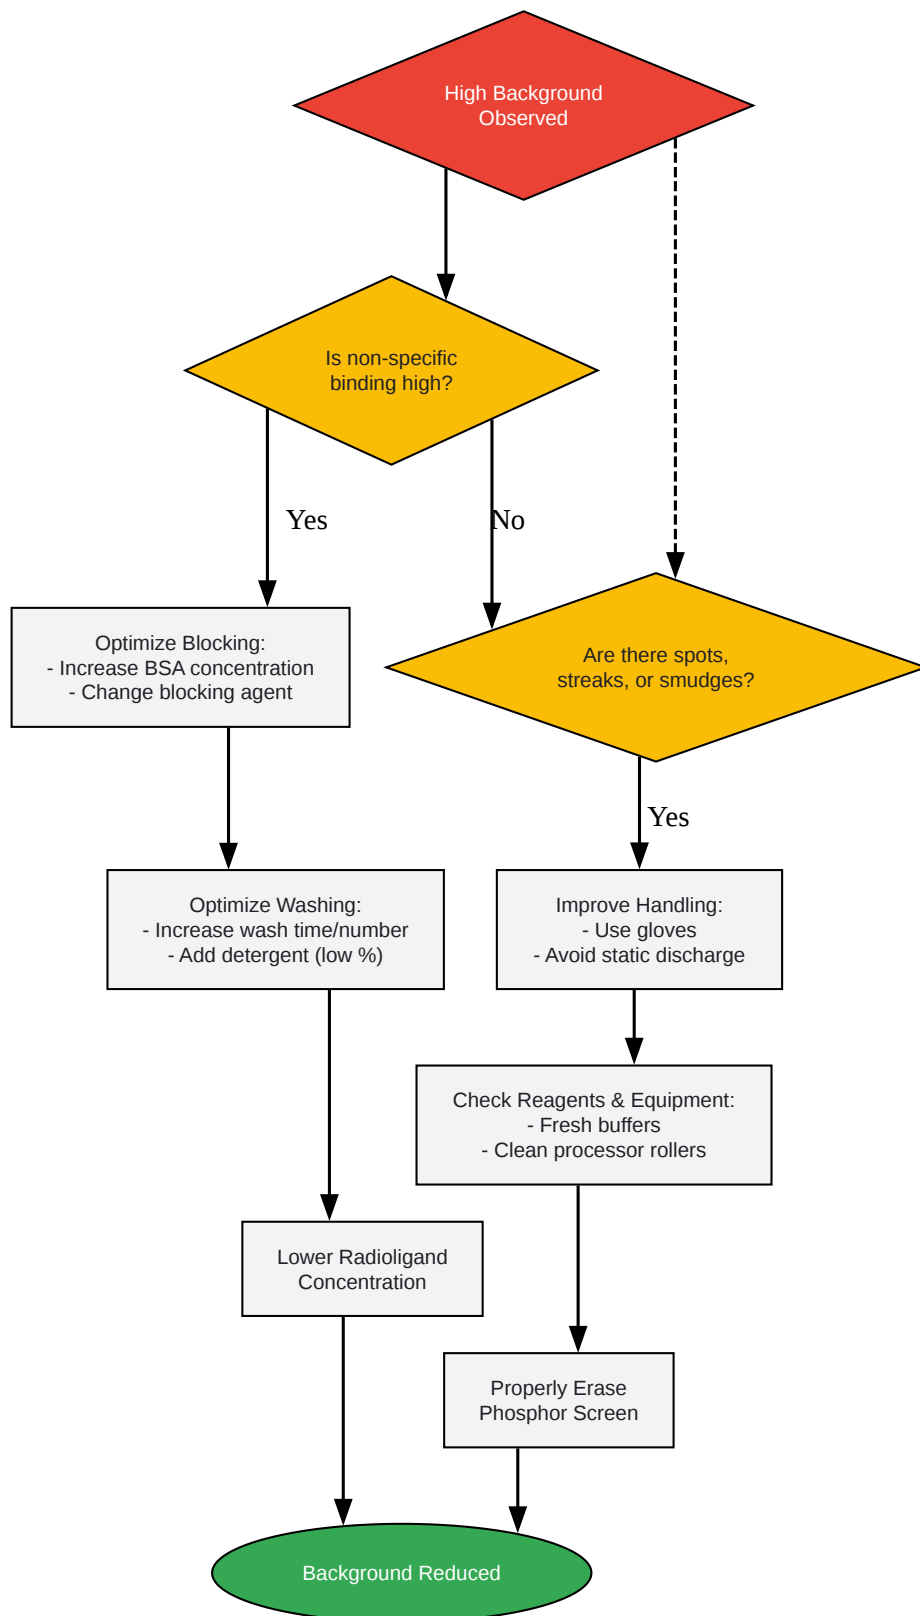 High Background
Observed
Is non-specific
binding high?
Yes
No
Optimize Blocking:
- Increase BSA concentration
- Change blocking agent
Are there spots,
streaks, or smudges?
Yes
Optimize Washing:
- Increase wash time/number
- Add detergent (low %)
Improve Handling:
- Use gloves
- Avoid static discharge
Check Reagents & Equipment:
- Fresh buffers
- Clean processor rollers
Lower Radioligand
Concentration
Properly Erase
Phosphor Screen
Background Reduced